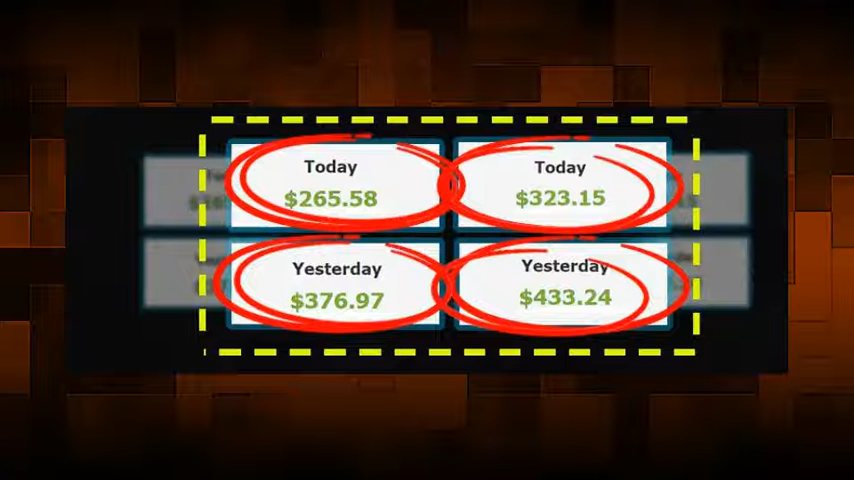 Today
$265.58
Today
$323.15
Yesterday
$376.97
Yesterday
$433.24